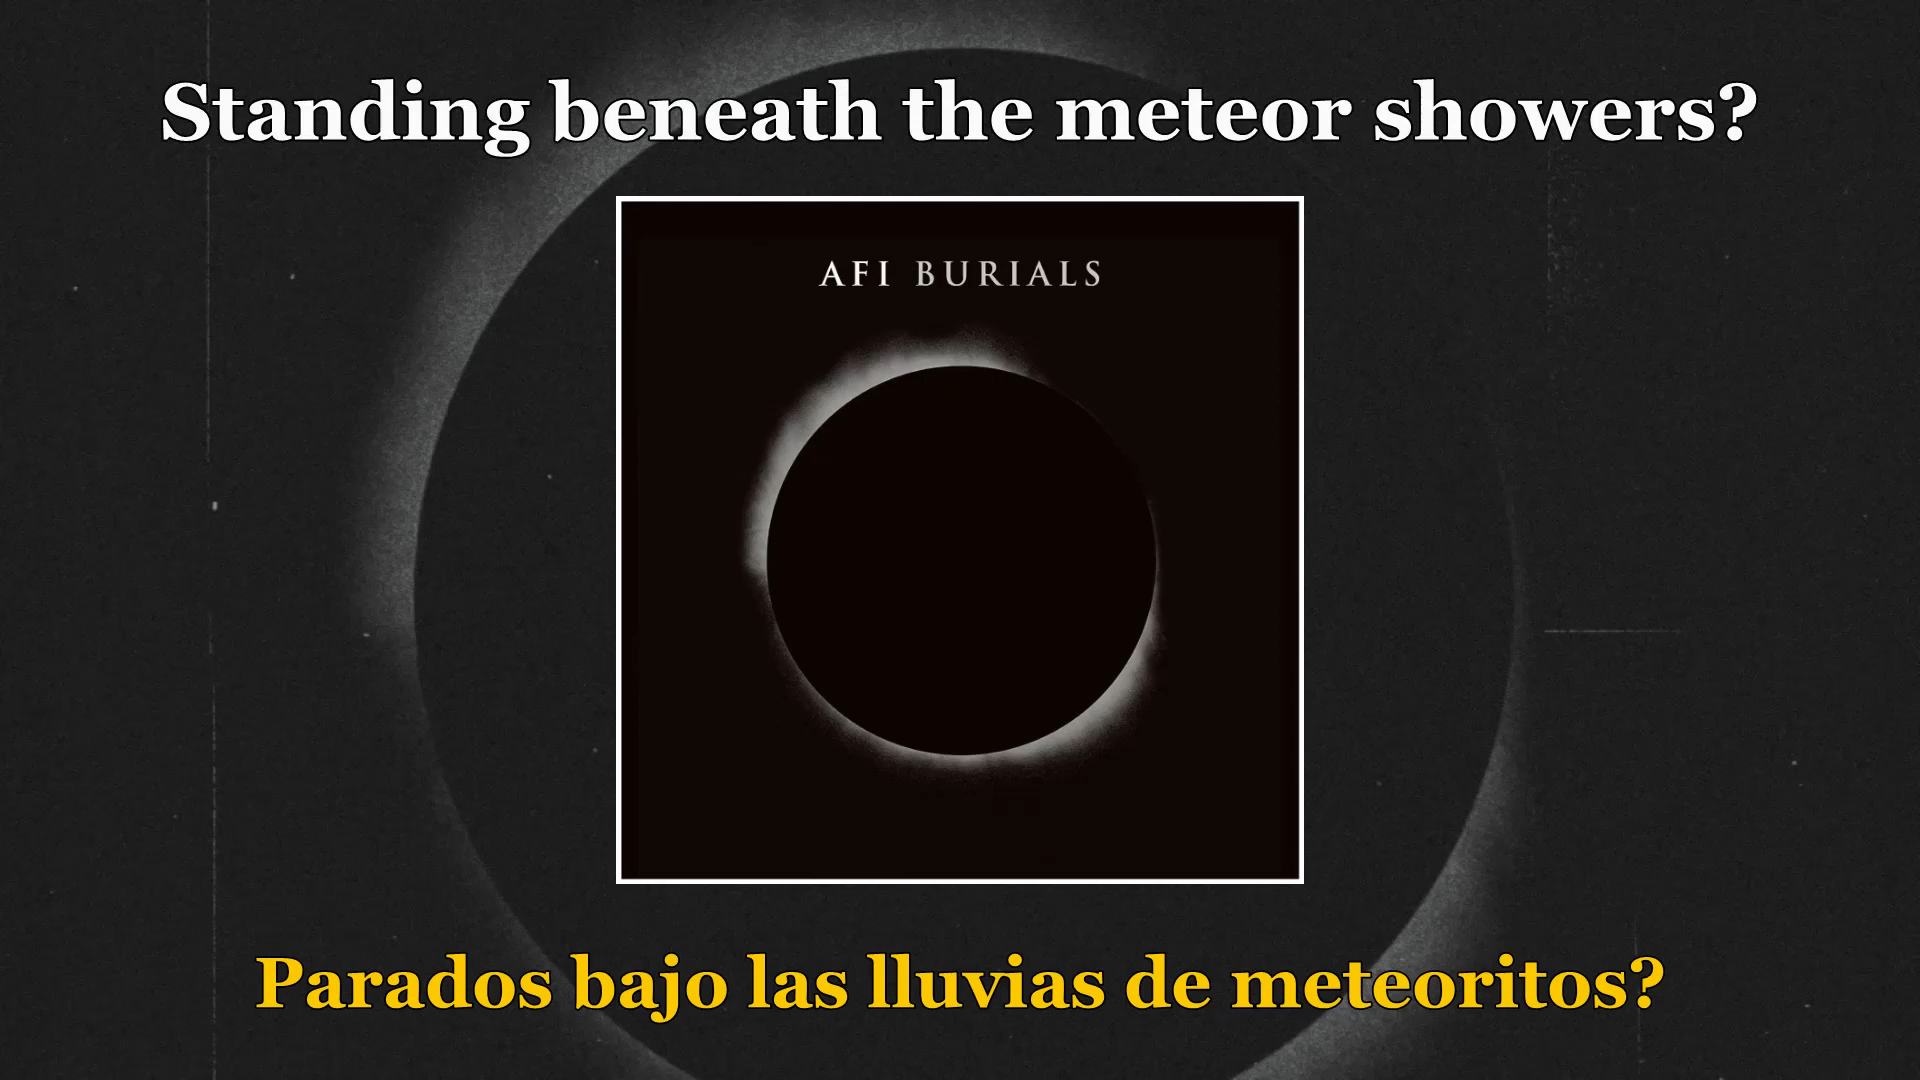 Standing beneath the meteor showers?
AFI BURIALS
Parados bajo las lluvias de meteoritos?